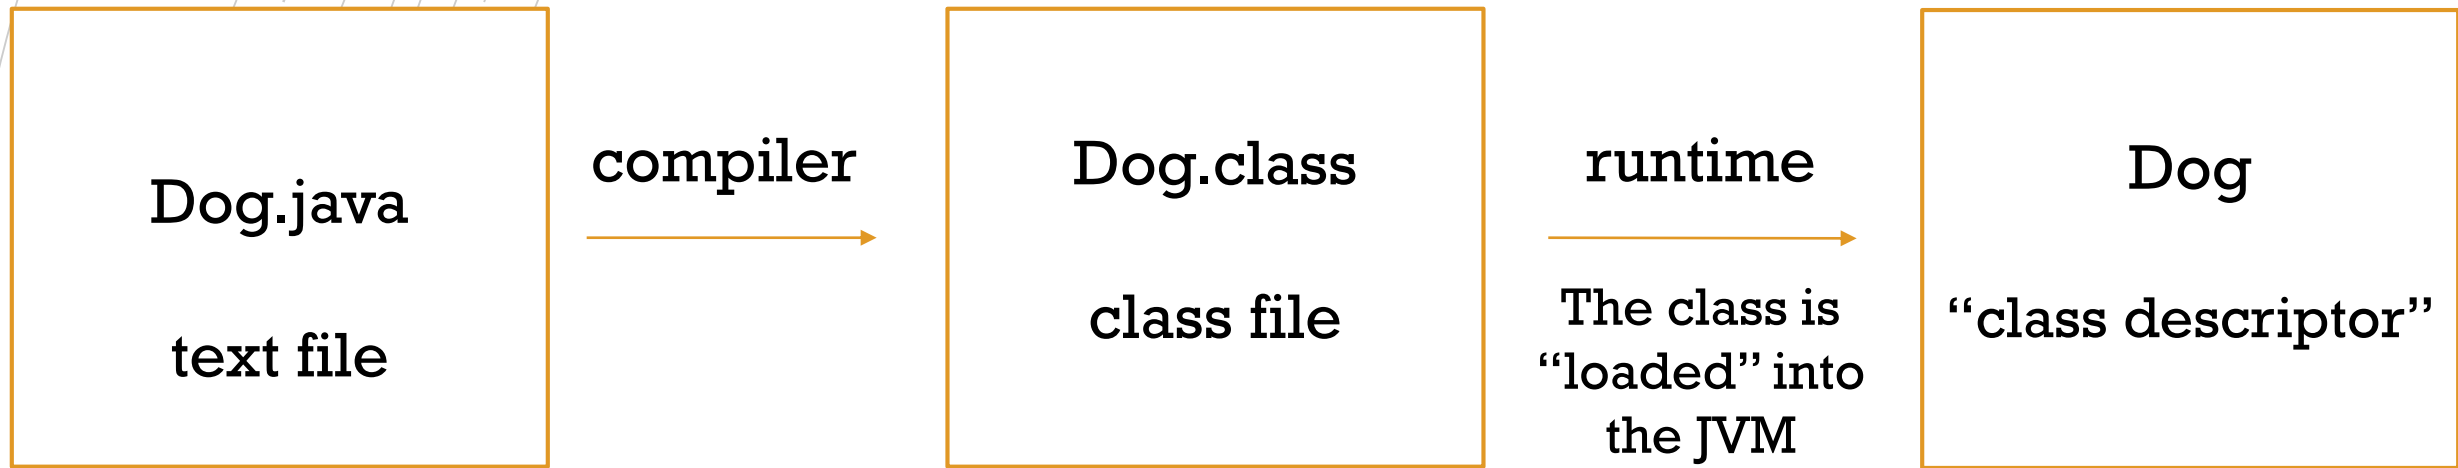 Dog.java
text file
compiler
Dog.class
class file
runtime
The class is
“loaded” into
the JVM
Dog
“class descriptor”